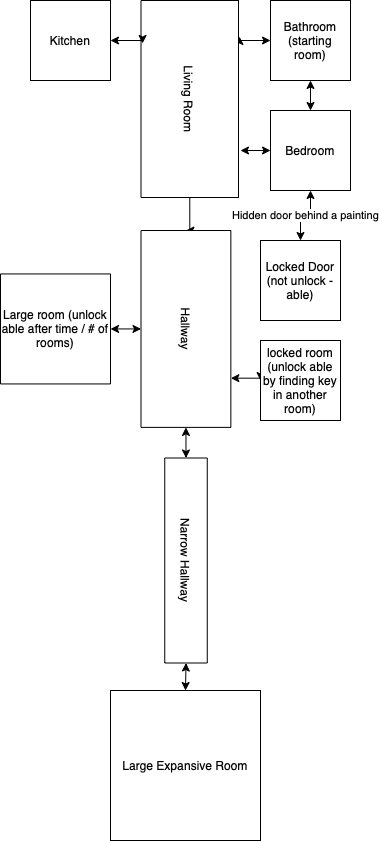 Kitchen
Living Room
Bathroom
(starting
room)
Bedroom
Hidden door behind a painting
Locked Door
(not unlock -
able)
Hallway
Large room (unlock
able after time / # of
rooms)
locked room
(unlock able
by finding key
in another
room)
Narrow Hallway
Large Expansive Room